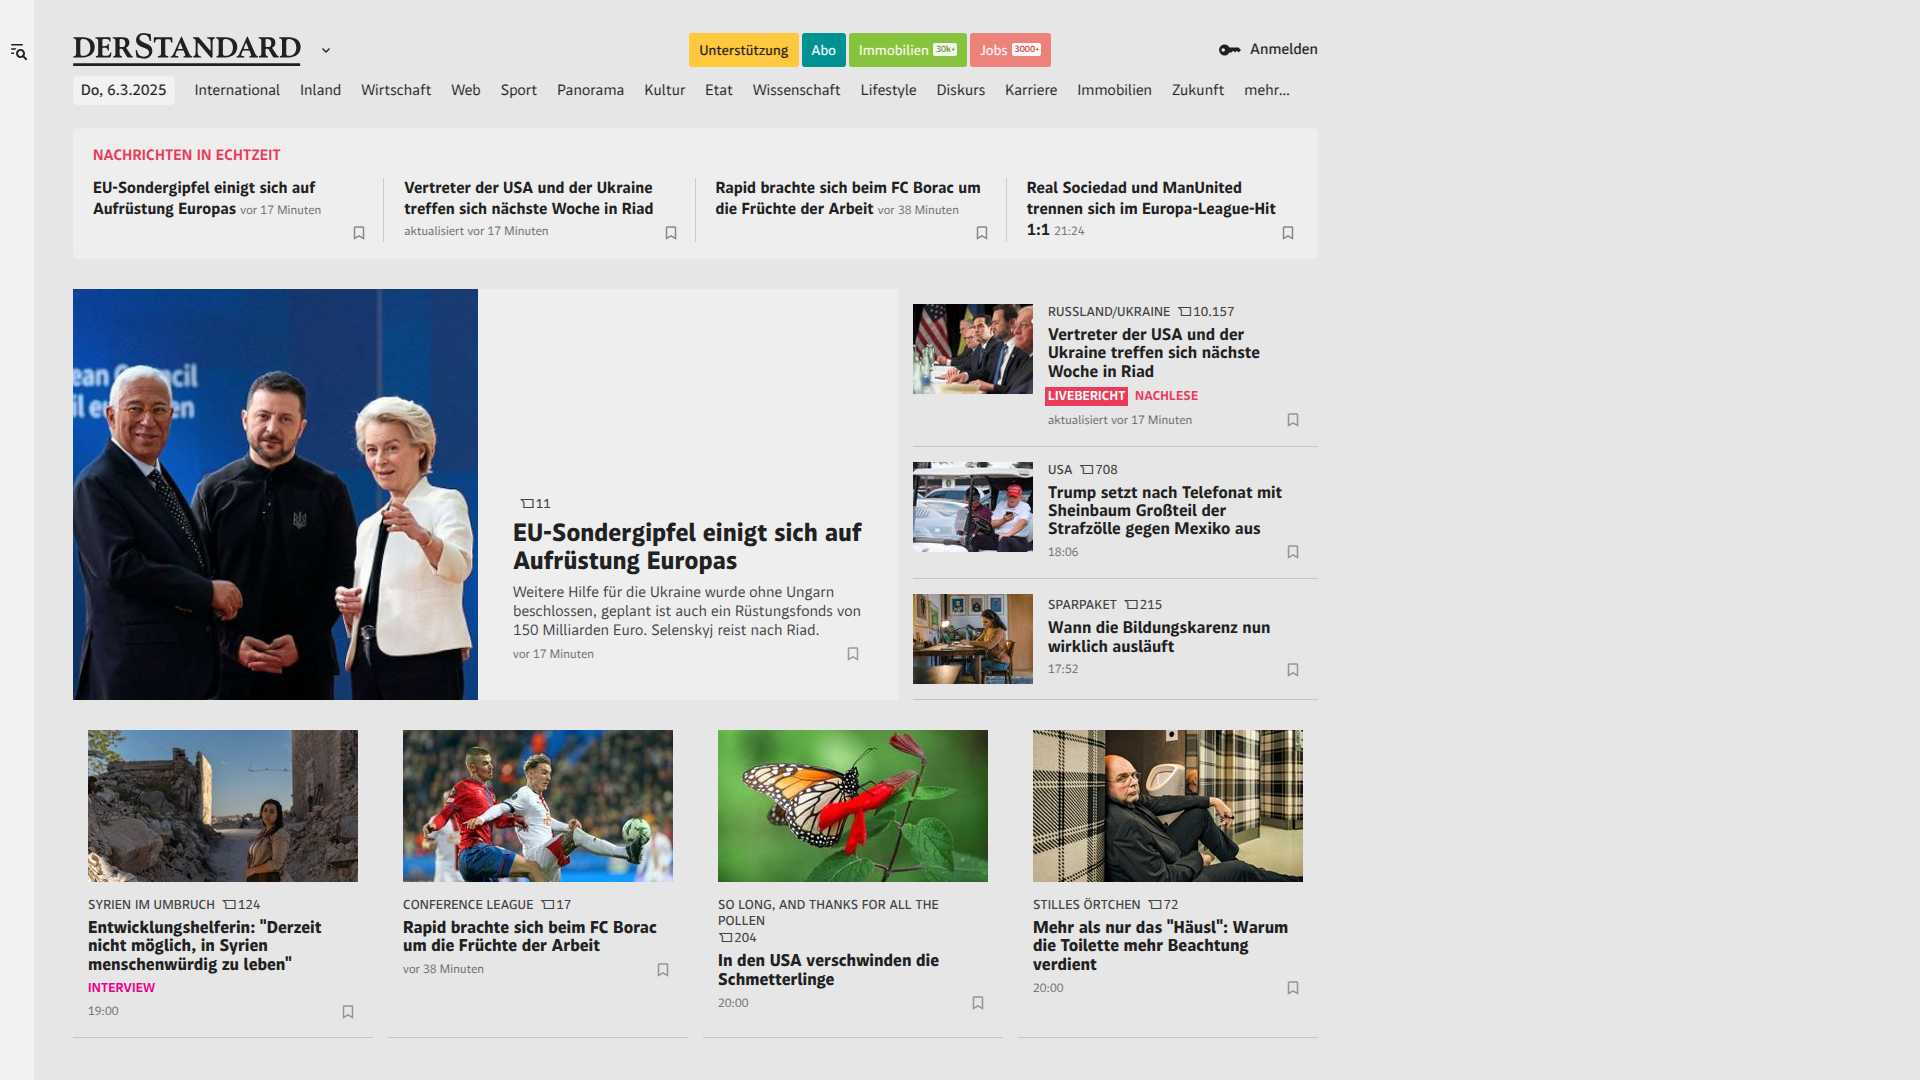 DERSTANDARD
Unterstützung
Abo
Immobilien 30k+
Jobs 3000+
Anmelden
Do, 6.3.2025
International
Inland
Wirtschaft
Web
Sport
Panorama
Kultur
Etat
Wissenschaft
Lifestyle
Diskurs
Karriere
Immobilien
Zukunft
mehr...
NACHRICHTEN IN ECHTZEIT
EU-Sondergipfel einigt sich auf
Aufrüstung Europas vor 17 Minuten
Vertreter der USA und der Ukraine
treffen sich nächste Woche in Riad
aktualisiert vor 17 Minuten
Rapid brachte sich beim FC Borac um
die Früchte der Arbeit vor 38 Minuten
Real Sociedad und ManUnited
trennen sich im Europa-League-Hit
1:1 21:24
11
EU-Sondergipfel einigt sich auf
Aufrüstung Europas
Weitere Hilfe für die Ukraine wurde ohne Ungarn
beschlossen, geplant ist auch ein Rüstungsfonds von
150 Milliarden Euro. Selenskyj reist nach Riad.
vor 17 Minuten
RUSSLAND/UKRAINE 10.157
Vertreter der USA und der
Ukraine treffen sich nächste
Woche in Riad
LIVEBERICHT NACHLESE
aktualisiert vor 17 Minuten
USA 708
Trump setzt nach Telefonat mit
Sheinbaum Großteil der
Strafzölle gegen Mexiko aus
18:06
SPARPAKET 215
Wann die Bildungskarenz nun
wirklich ausläuft
17:52
SYRIEN IM UMBRUCH 124
Entwicklungshelferin: "Derzeit
nicht möglich, in Syrien
menschenwürdig zu leben"
INTERVIEW
19:00
CONFERENCE LEAGUE 17
Rapid brachte sich beim FC Borac
um die Früchte der Arbeit
vor 38 Minuten
SO LONG, AND THANKS FOR ALL THE
POLLEN
204
In den USA verschwinden die
Schmetterlinge
20:00
STILLES ÖRTCHEN 72
Mehr als nur das "Häusl": Warum
die Toilette mehr Beachtung
verdient
20:00